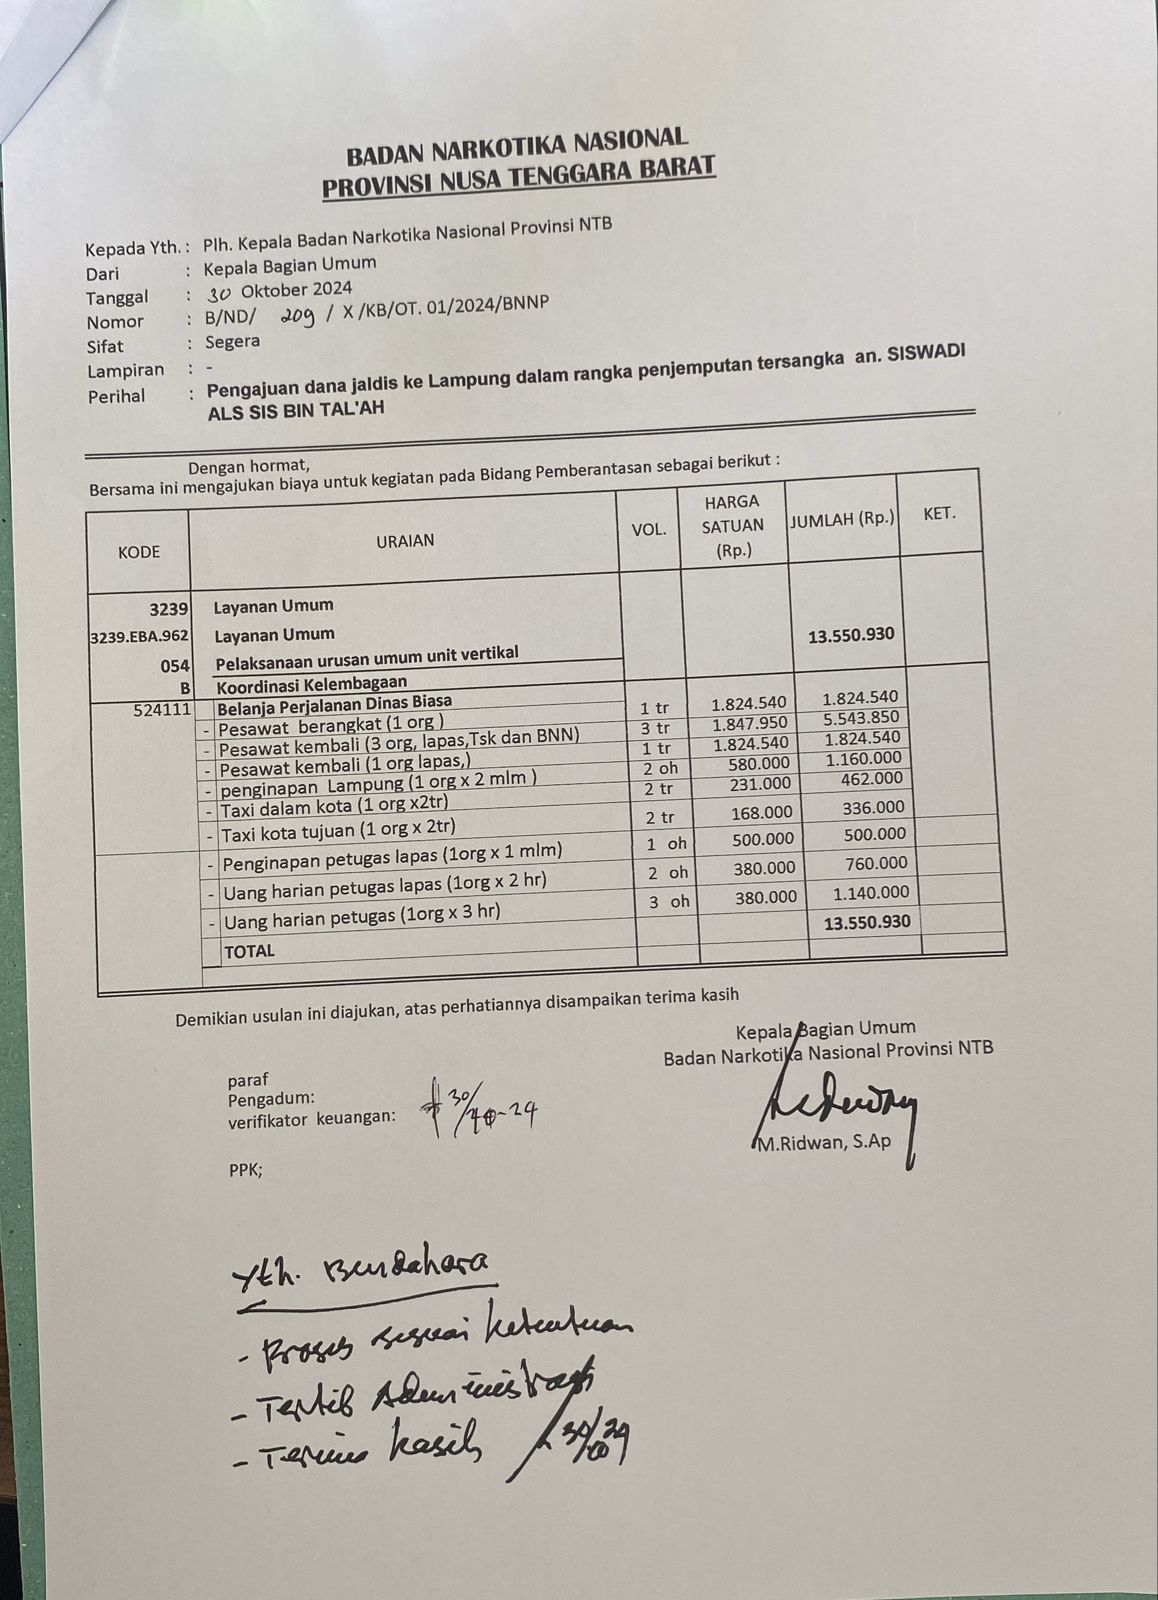 BADAN NARKOTIKA NASIONAL
PROVINSI NUSA TENGGARA BARAT
Kepada Yth. : Plh. Kepala Badan Narkotika Nasional Provinsi NTB
Dari : Kepala Bagian Umum
Tanggal : 30 Oktober 2024
Nomor : B/ND/ 209 / X /KB/OT. 01/2024/BNNP
Sifat : Segera
Lampiran : -
Perihal : Pengajuan dana jaldis ke Lampung dalam rangka penjemputan tersangka an. SISWADI
ALS SIS BIN TAL'AH
Dengan hormat,
Bersama ini mengajukan biaya untuk kegiatan pada Bidang Pemberantasan sebagai berikut :
KODE URAIAN VOL. HARGA SATUAN (Rp.) JUMLAH (Rp.) KET.
3239 Layanan Umum
3239.EBA.962 Layanan Umum 13.550.930
054 Pelaksanaan urusan umum unit vertikal
B Koordinasi Kelembagaan
524111 Belanja Perjalanan Dinas Biasa
- Pesawat berangkat (1 org ) 1 tr 1.824.540 1.824.540
- Pesawat kembali (3 org, lapas,Tsk dan BNN) 3 tr 1.847.950 5.543.850
- Pesawat kembali (1 org lapas,) 1 tr 1.824.540 1.824.540
- penginapan Lampung (1 org x 2 mlm ) 2 oh 580.000 1.160.000
- Taxi dalam kota (1 org x2tr) 2 tr 231.000 462.000
- Taxi kota tujuan (1 org x 2tr) 2 tr 168.000 336.000
- Penginapan petugas lapas (1org x 1 mlm) 1 oh 500.000 500.000
- Uang harian petugas lapas (1org x 2 hr) 2 oh 380.000 760.000
- Uang harian petugas (1org x 3 hr) 3 oh 380.000 1.140.000
TOTAL 13.550.930
Demikian usulan ini diajukan, atas perhatiannya disampaikan terima kasih
Kepala Bagian Umum
Badan Narkotika Nasional Provinsi NTB
paraf
Pengadum:
verifikator keuangan: 30/10-24
M.Ridwan, S.Ap
PPK;
Yth. Bendahara
- Proses sesuai ketentuan
- Tertib Administrasi
- Terima kasih